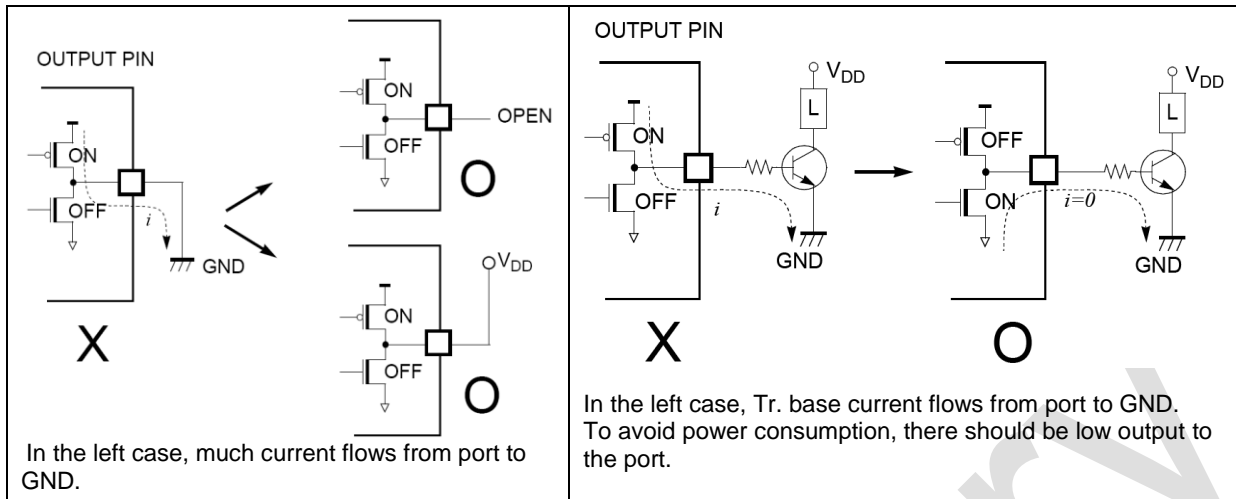 OUTPUT PIN
ON
OFF
i
GND
X
ON
OFF
OPEN
O
VDD
ON
OFF
O
In the left case, much current flows from port to
GND.
OUTPUT PIN
VDD
L
ON
OFF
i
GND
X
VDD
L
OFF
ON
i=0
GND
O
In the left case, Tr. base current flows from port to GND.
To avoid power consumption, there should be low output to
the port.